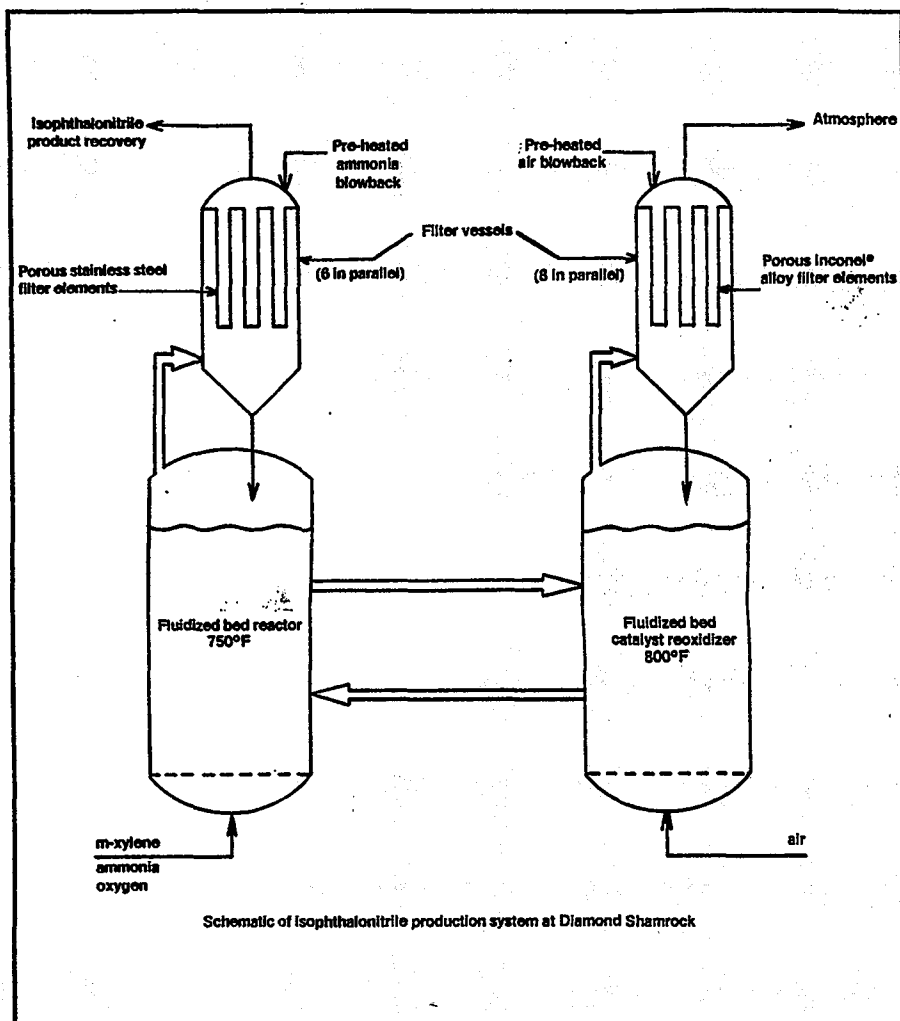 Isophthalonitrile
product recovery
Pre-heated
ammonia
blowback
Pre-heated
air blowback
Atmosphere
Filter vessels
(6 in parallel)
(8 in parallel)
Porous stainless steel
filter elements
Porous Inconel®
alloy filter elements
Fluidized bed reactor
750°F
Fluidized bed
catalyst reoxidizer
800°F
m-xylene
ammonia
oxygen
air
Schematic of isophthalonitrile production system at Diamond Shamrock